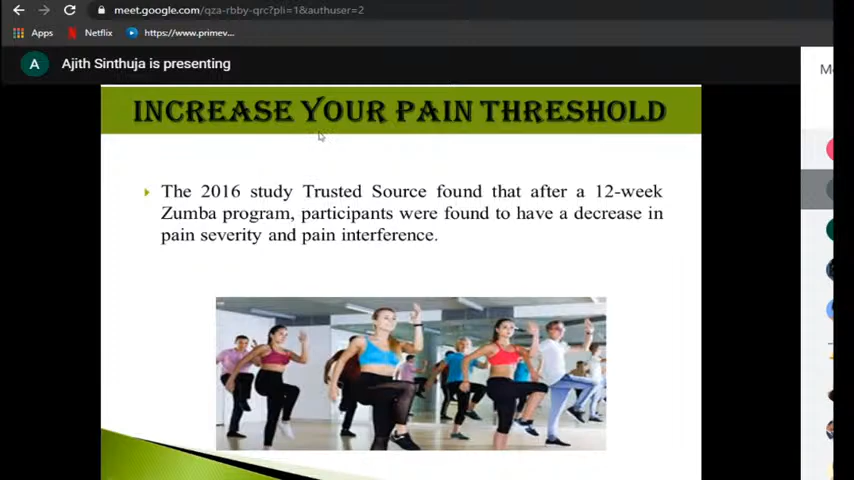 meet.google.com/qza-rbby-qrc?pli=1&authuser=2
Apps Netflix https://www.primev...
A Ajith Sinthuja is presenting
INCREASE YOUR PAIN THRESHOLD
The 2016 study Trusted Source found that after a 12-week
Zumba program, participants were found to have a decrease in
pain severity and pain interference.